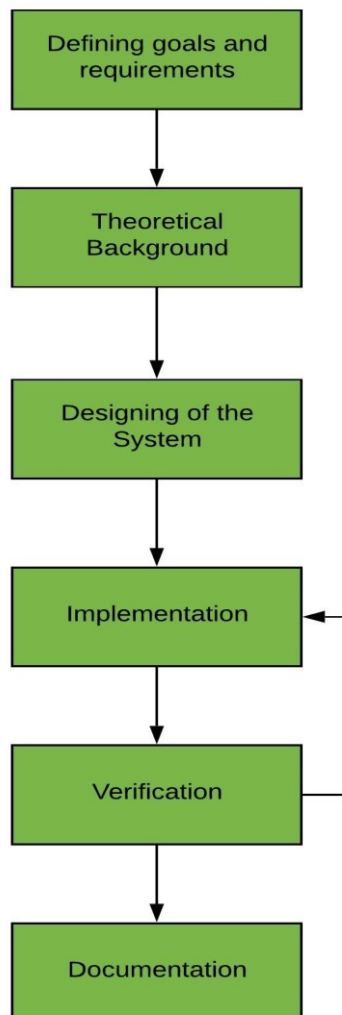 Defining goals and
requirements
Theoretical
Background
Designing of the
System
Implementation
Verification
Documentation